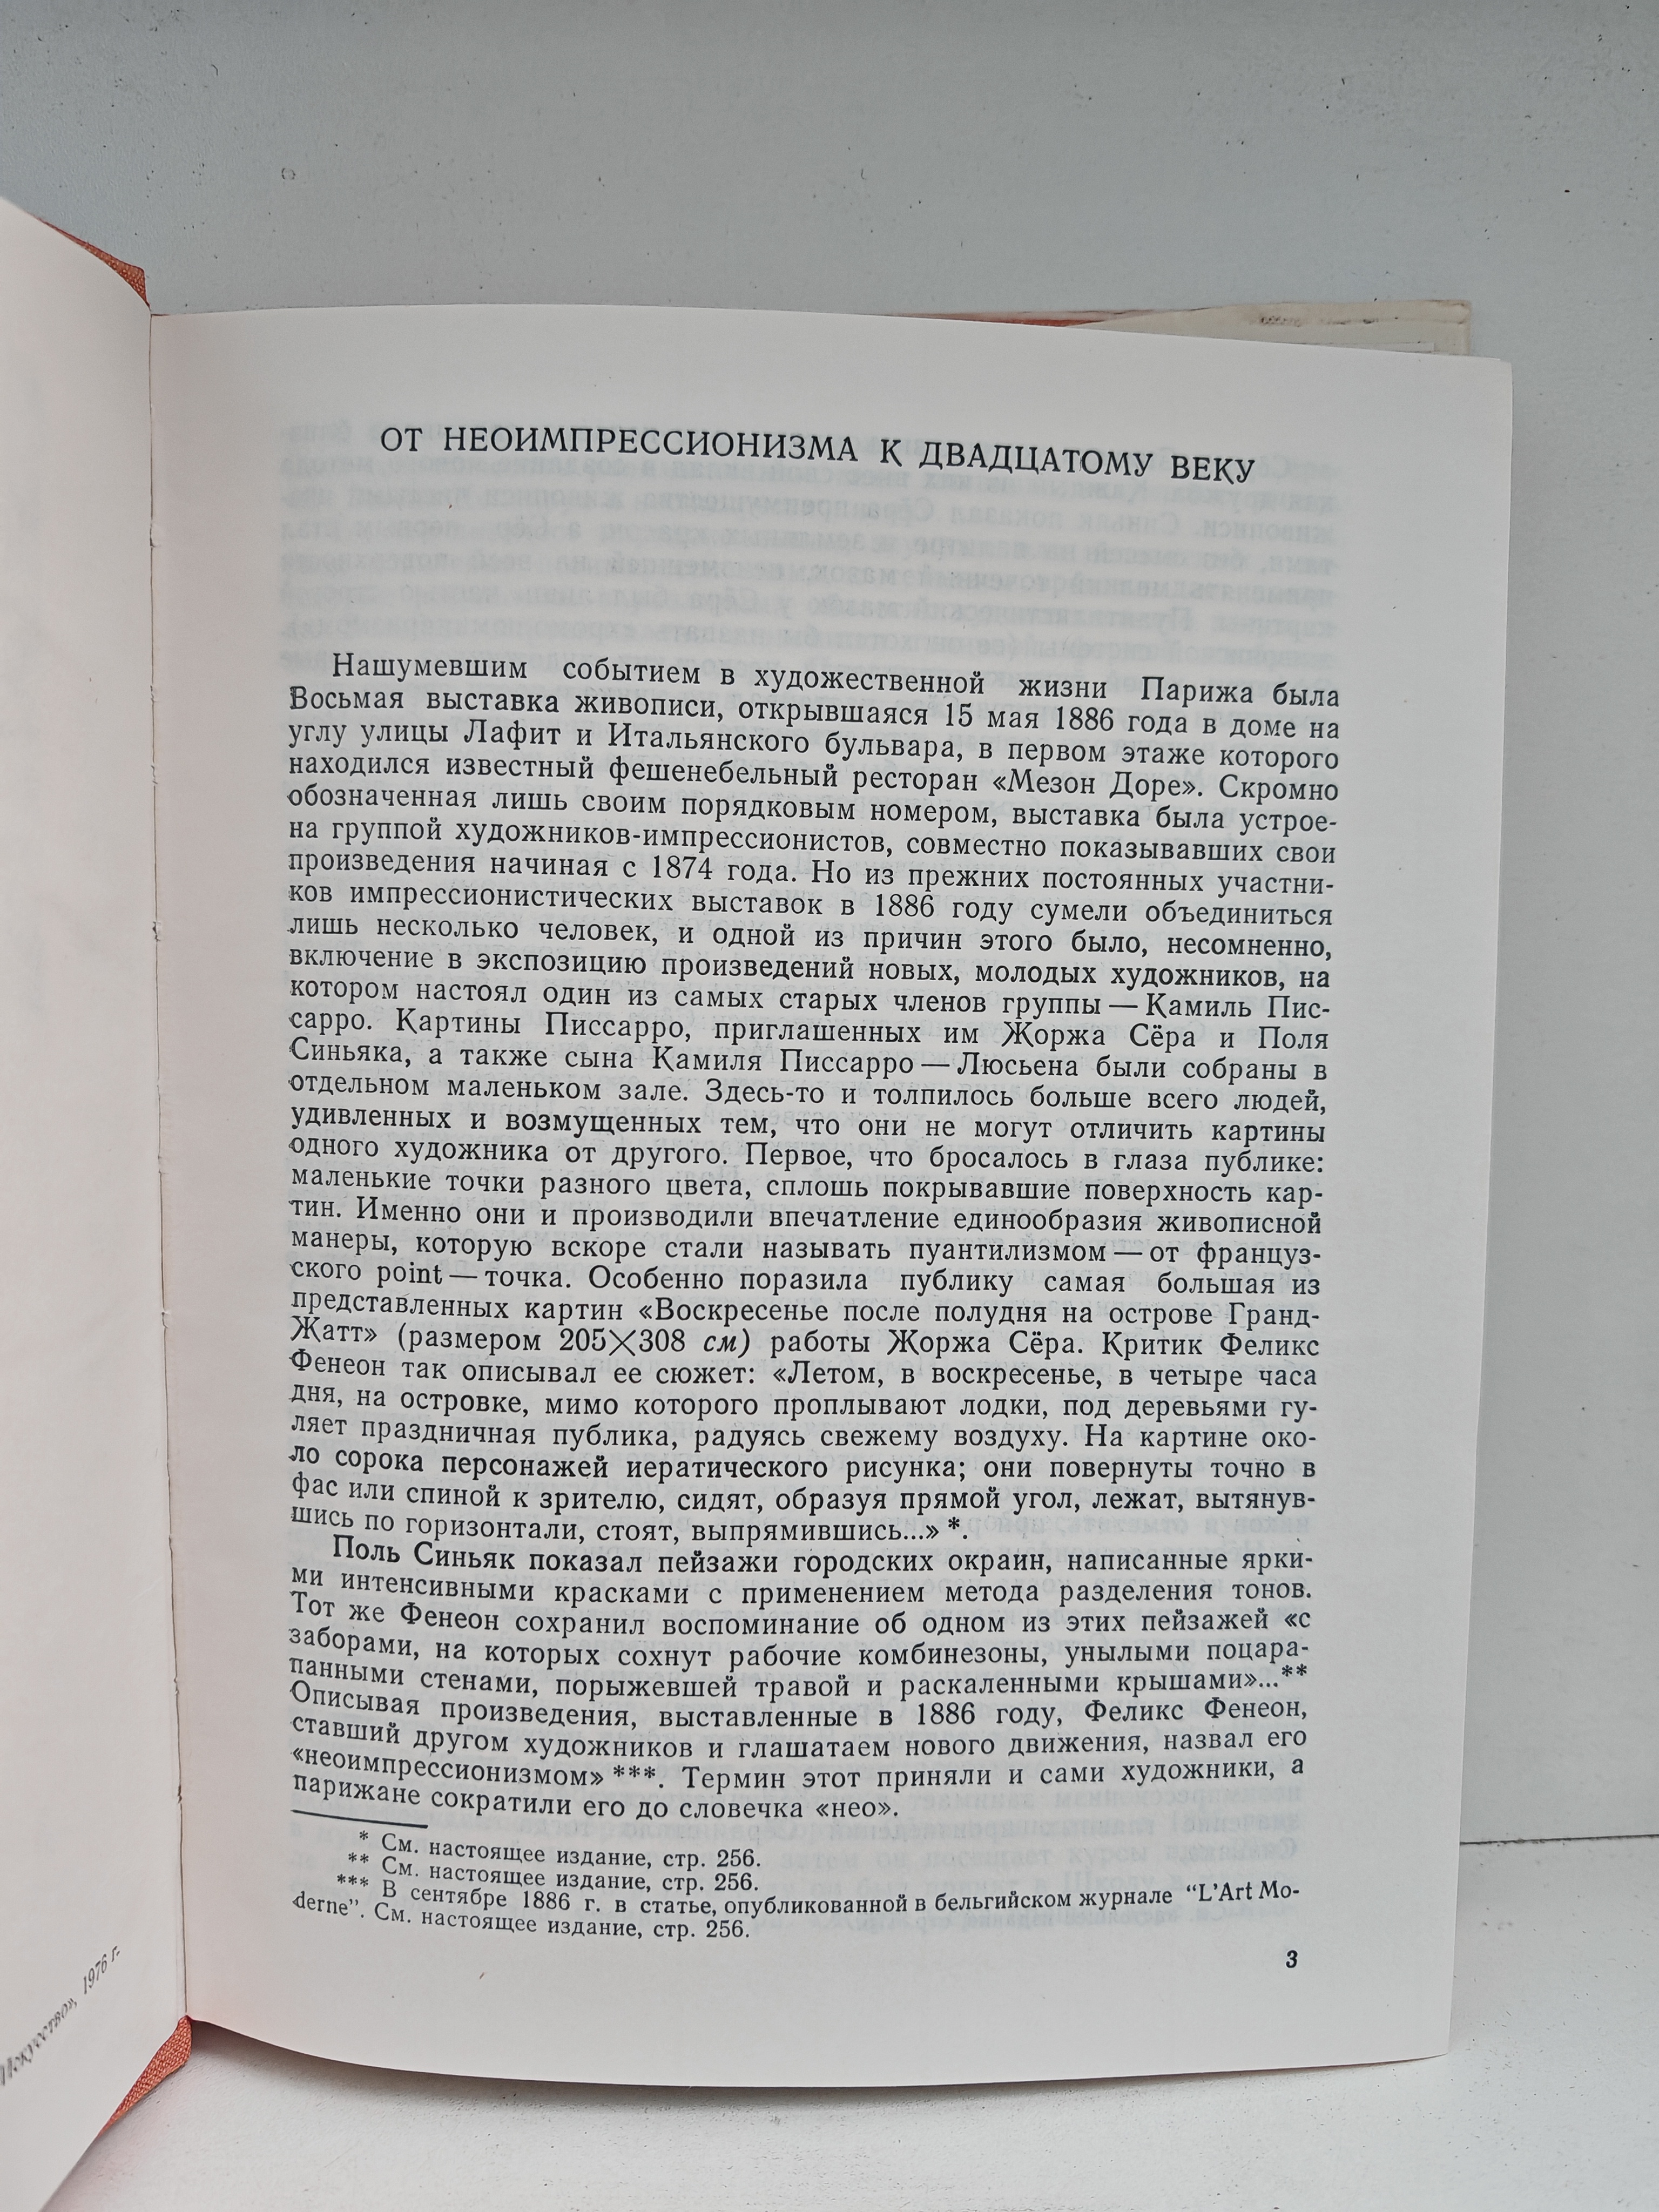 ОТ НЕОИМПРЕССИОНИЗМА К ДВАДЦАТОМУ ВЕКУ
Нашумевшим событием в художественной жизни Парижа была
Восьмая выставка живописи, открывшаяся 15 мая 1886 года в доме на
углу улицы Лафит и Итальянского бульвара, в первом этаже которого
находился известный фешенебельный ресторан «Мезон Доре». Скромно
обозначенная лишь своим порядковым номером, выставка была устрое-
на группой художников-импрессионистов, совместно показывавших свои
произведения начиная с 1874 года. Но из прежних постоянных участни-
ков импрессионистических выставок в 1886 году сумели объединиться
лишь несколько человек, и одной из причин этого было, несомненно,
включение в экспозицию произведений новых, молодых художников, на
котором настоял один из самых старых членов группы — Камиль Пис-
сарро. Картины Писсарро, приглашенных им Жоржа Сёра и Поля
Синьяка, а также сына Камиля Писсарро — Люсьена были собраны в
отдельном маленьком зале. Здесь-то и толпилось больше всего людей,
удивленных и возмущенных тем, что они не могут отличить картины
одного художника от другого. Первое, что бросалось в глаза публике:
маленькие точки разного цвета, сплошь покрывавшие поверхность кар-
тин. Именно они и производили впечатление единообразия живописной
манеры, которую вскоре стали называть пуантилизмом — от француз-
ского point — точка. Особенно поразила публику самая большая из
представленных картин «Воскресенье после полудня на острове Гранд-
Жатт» (размером 205×308 см) работы Жоржа Сёра. Критик Феликс
Фенеон так описывал ее сюжет: «Летом, в воскресенье, в четыре часа
дня, на островке, мимо которого проплывают лодки, под деревьями гу-
ляет праздничная публика, радуясь свежему воздуху. На картине око-
ло сорока персонажей иератического рисунка; они повернуты точно в
фас или спиной к зрителю, сидят, образуя прямой угол, лежат, вытянув-
шись по горизонтали, стоят, выпрямившись...» *.
Поль Синьяк показал пейзажи городских окраин, написанные ярки-
ми интенсивными красками с применением метода разделения тонов.
Тот же Фенеон сохранил воспоминание об одном из этих пейзажей «с
заборами, на которых сохнут рабочие комбинезоны, унылыми поцара-
панными стенами, порыжевшей травой и раскаленными крышами»...**
Описывая произведения, выставленные в 1886 году, Феликс Фенеон,
ставший другом художников и глашатаем нового движения, назвал его
«неоимпрессионизмом» ***. Термин этот приняли и сами художники, а
парижане сократили его до словечка «нео».
* См. настоящее издание, стр. 256.
** См. настоящее издание, стр. 256.
*** В сентябре 1886 г. в статье, опубликованной в бельгийском журнале “L’Art Mo-
derne”. См. настоящее издание, стр. 256.
3
Искусство», 1976 г.